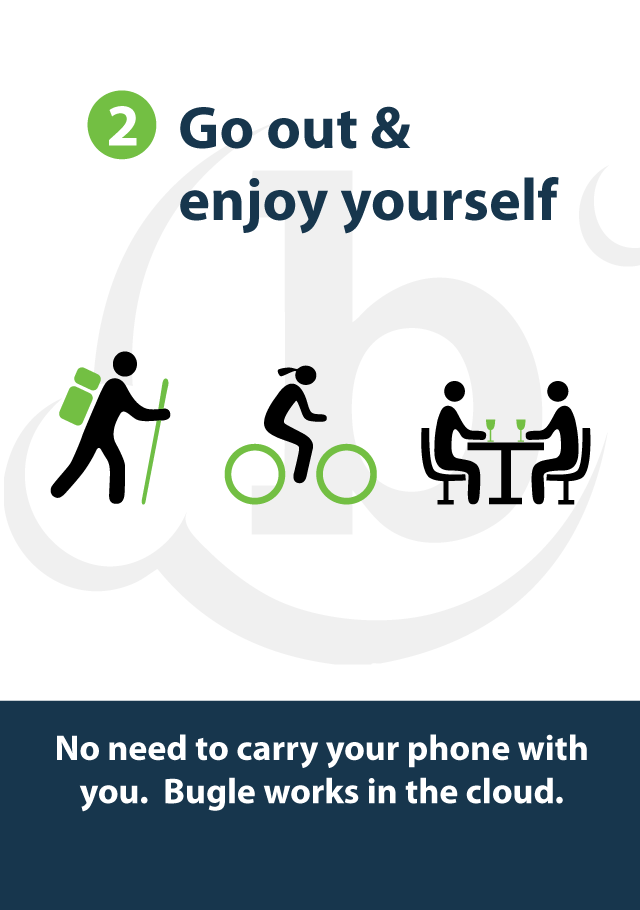 2 Go out &
enjoy yourself
b
No need to carry your phone with
you.  Bugle works in the cloud.